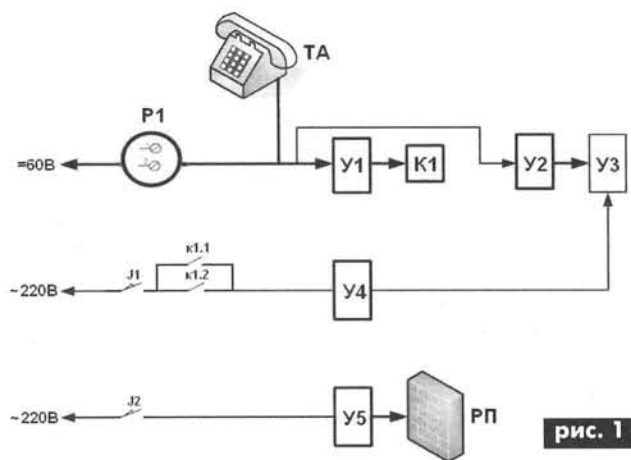 ТА
Р1
=60В
У1
К1
У2
У3
к1.1
J1
к1.2
~220В
У4
J2
~220В
У5
РП
рис. 1